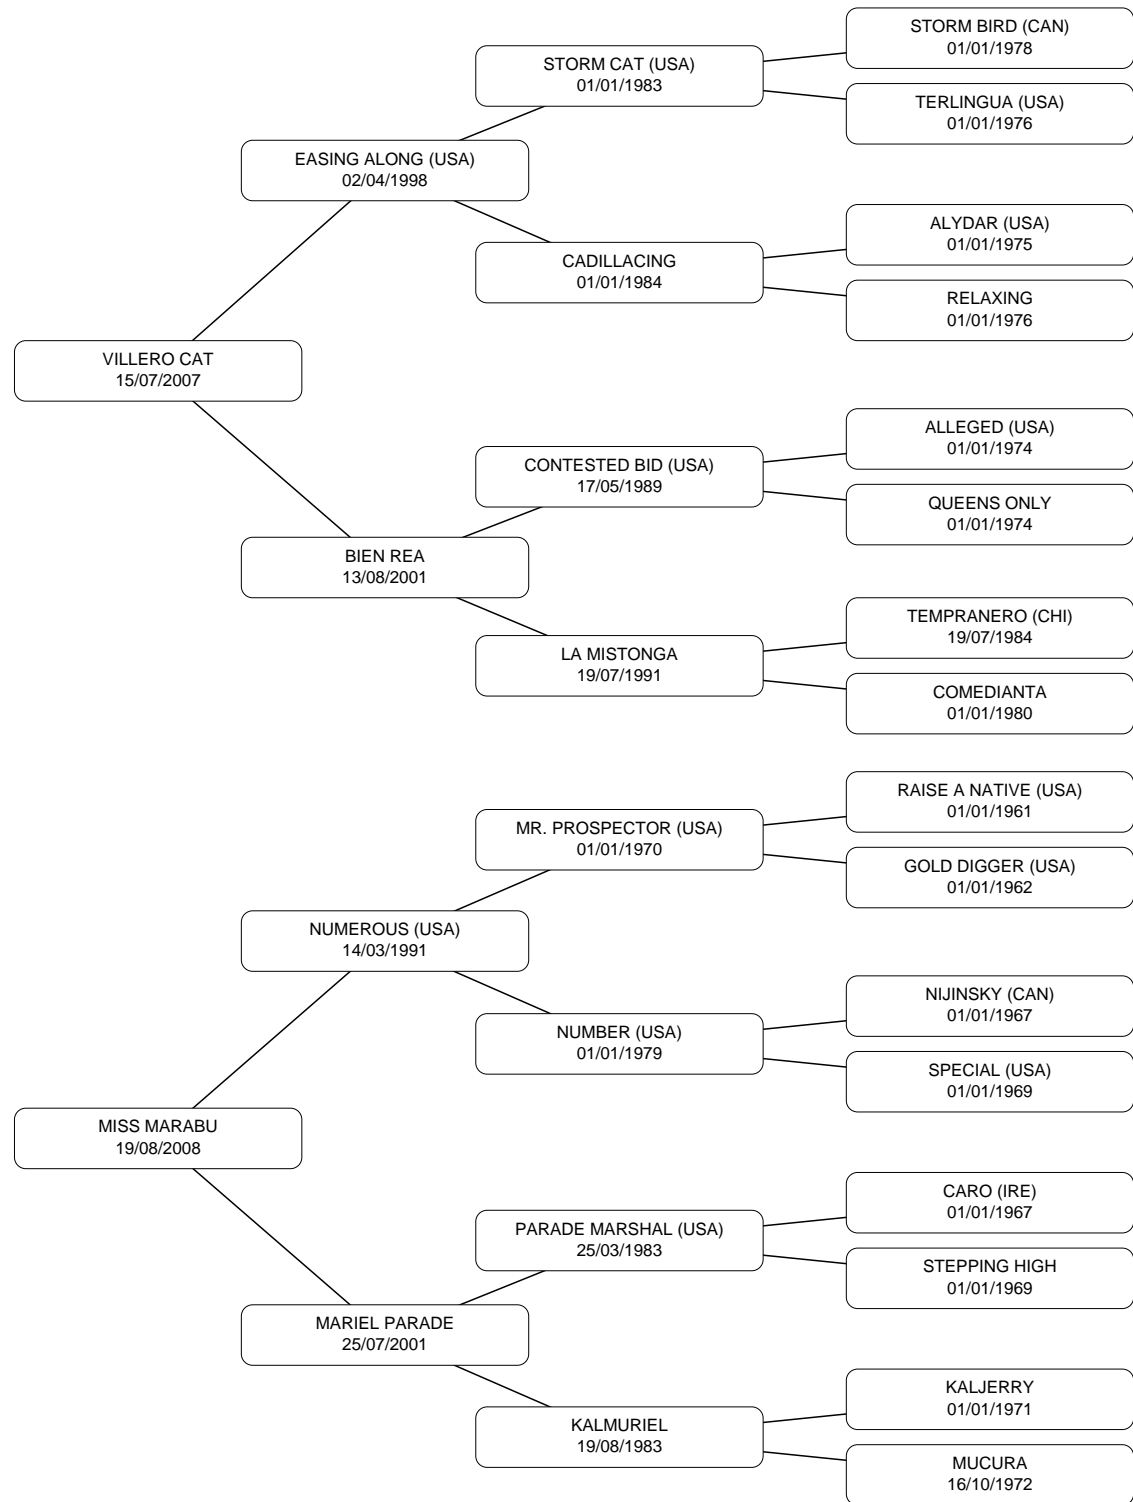 STORM BIRD (CAN)
01/01/1978
STORM CAT (USA)
01/01/1983
TERLINGUA (USA)
01/01/1976
EASING ALONG (USA)
02/04/1998
ALYDAR (USA)
01/01/1975
CADILLACING
01/01/1984
RELAXING
01/01/1976
VILLERO CAT
15/07/2007
ALLEGED (USA)
01/01/1974
CONTESTED BID (USA)
17/05/1989
QUEENS ONLY
01/01/1974
BIEN REA
13/08/2001
TEMPRANERO (CHI)
19/07/1984
LA MISTONGA
19/07/1991
COMEDIANTA
01/01/1980
RAISE A NATIVE (USA)
01/01/1961
MR. PROSPECTOR (USA)
01/01/1970
GOLD DIGGER (USA)
01/01/1962
NUMEROUS (USA)
14/03/1991
NIJINSKY (CAN)
01/01/1967
NUMBER (USA)
01/01/1979
SPECIAL (USA)
01/01/1969
MISS MARABU
19/08/2008
CARO (IRE)
01/01/1967
PARADE MARSHAL (USA)
25/03/1983
STEPPING HIGH
01/01/1969
MARIEL PARADE
25/07/2001
KALJERRY
01/01/1971
KALMURIEL
19/08/1983
MUCURA
16/10/1972